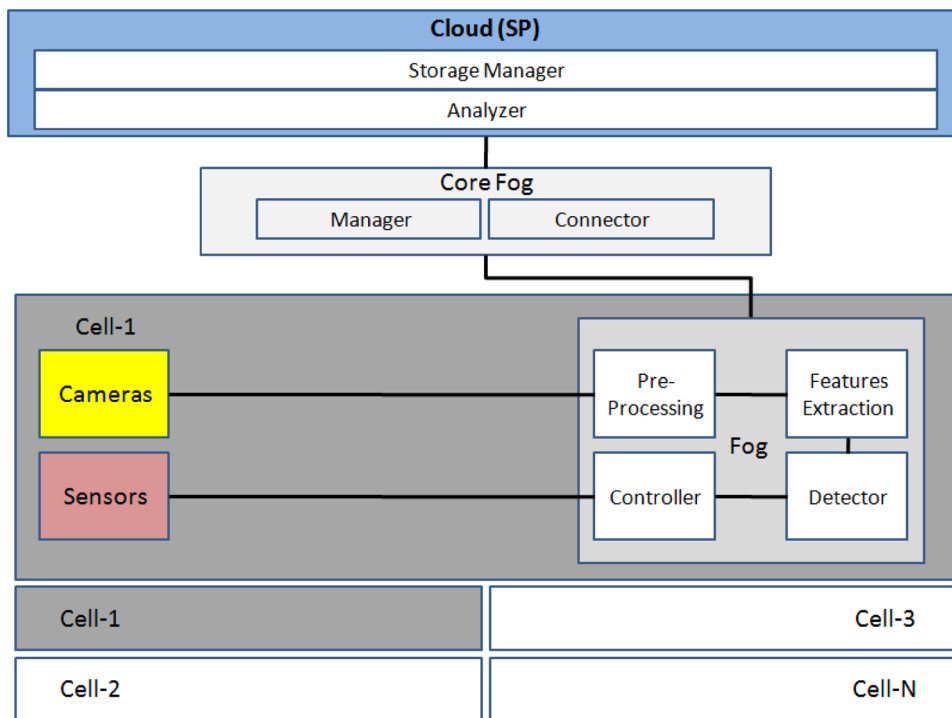 Cloud (SP)
Storage Manager
Analyzer
Core Fog
Manager
Connector
Cell-1
Cameras
Pre-
Processing
Features
Extraction
Fog
Sensors
Controller
Detector
Cell-1
Cell-3
Cell-2
Cell-N